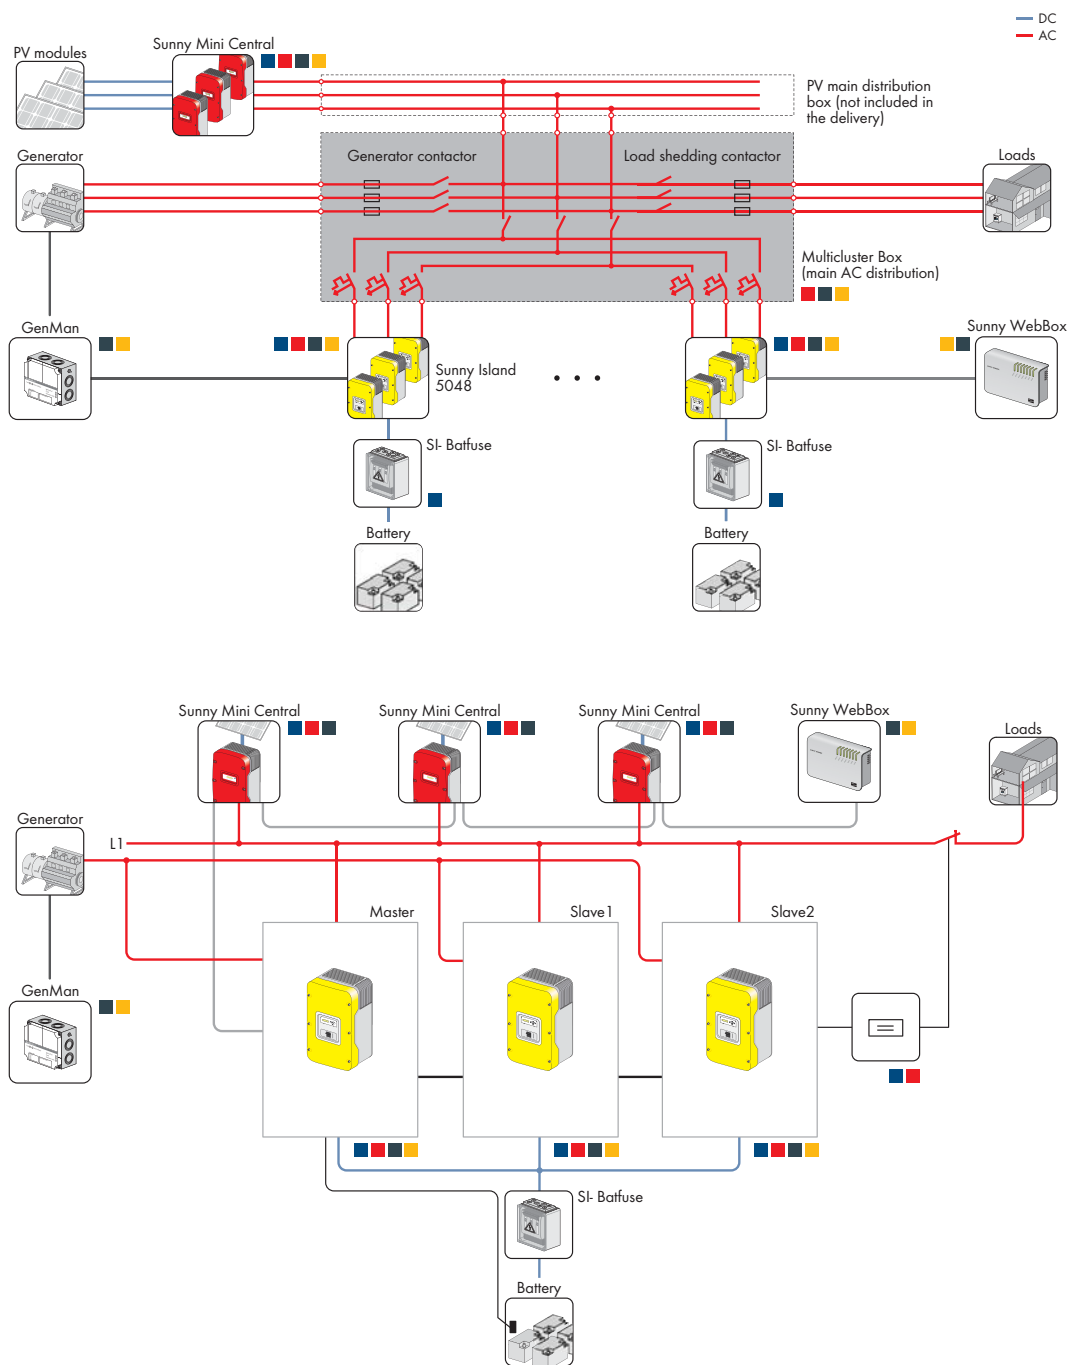 DC
AC
Sunny Mini Central
PV modules
PV main distribution
box (not included in
the delivery)
Generator
Generator contactor
Load shedding contactor
Loads
Multicluster Box
(main AC distribution)
GenMan
Sunny WebBox
Sunny Island
5048
SI- Batfuse
SI- Batfuse
Battery
Battery
Sunny Mini Central
Sunny Mini Central
Sunny Mini Central
Sunny WebBox
Loads
Generator
L1
Master
Slave1
Slave2
GenMan
SI- Batfuse
Battery